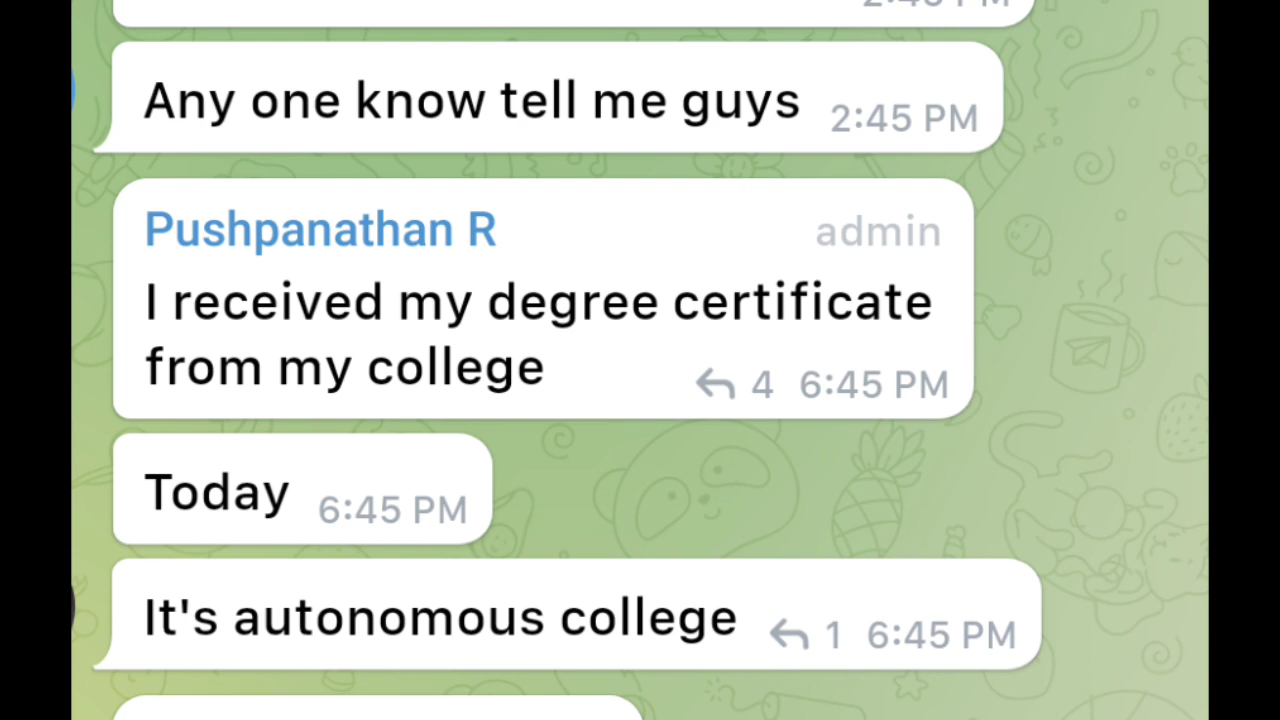 Any one know tell me guys 2:45 PM
Pushpanathan R admin
I received my degree certificate
from my college 4 6:45 PM
Today 6:45 PM
It's autonomous college 1 6:45 PM